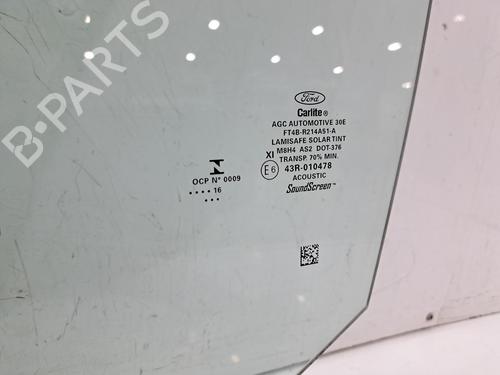 B-PARTS
Ford
Carlite®
AGC AUTOMOTIVE 30E
FT4B-R214A51-A
LAMISAFE SOLAR TINT
M8H4 AS2 DOT-376
XI TRANSP. 70% MIN.
E6 43R-010478
ACOUSTIC
SoundScreen™
OCP N° 0009
•••• 16
•••